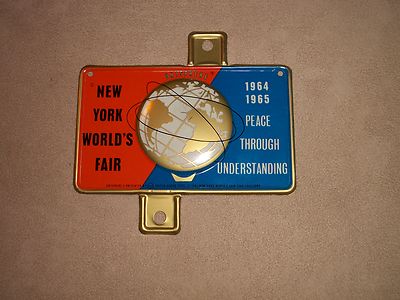 NEW
YORK
WORLD'S
FAIR
1964
1965
PEACE
THROUGH
UNDERSTANDING